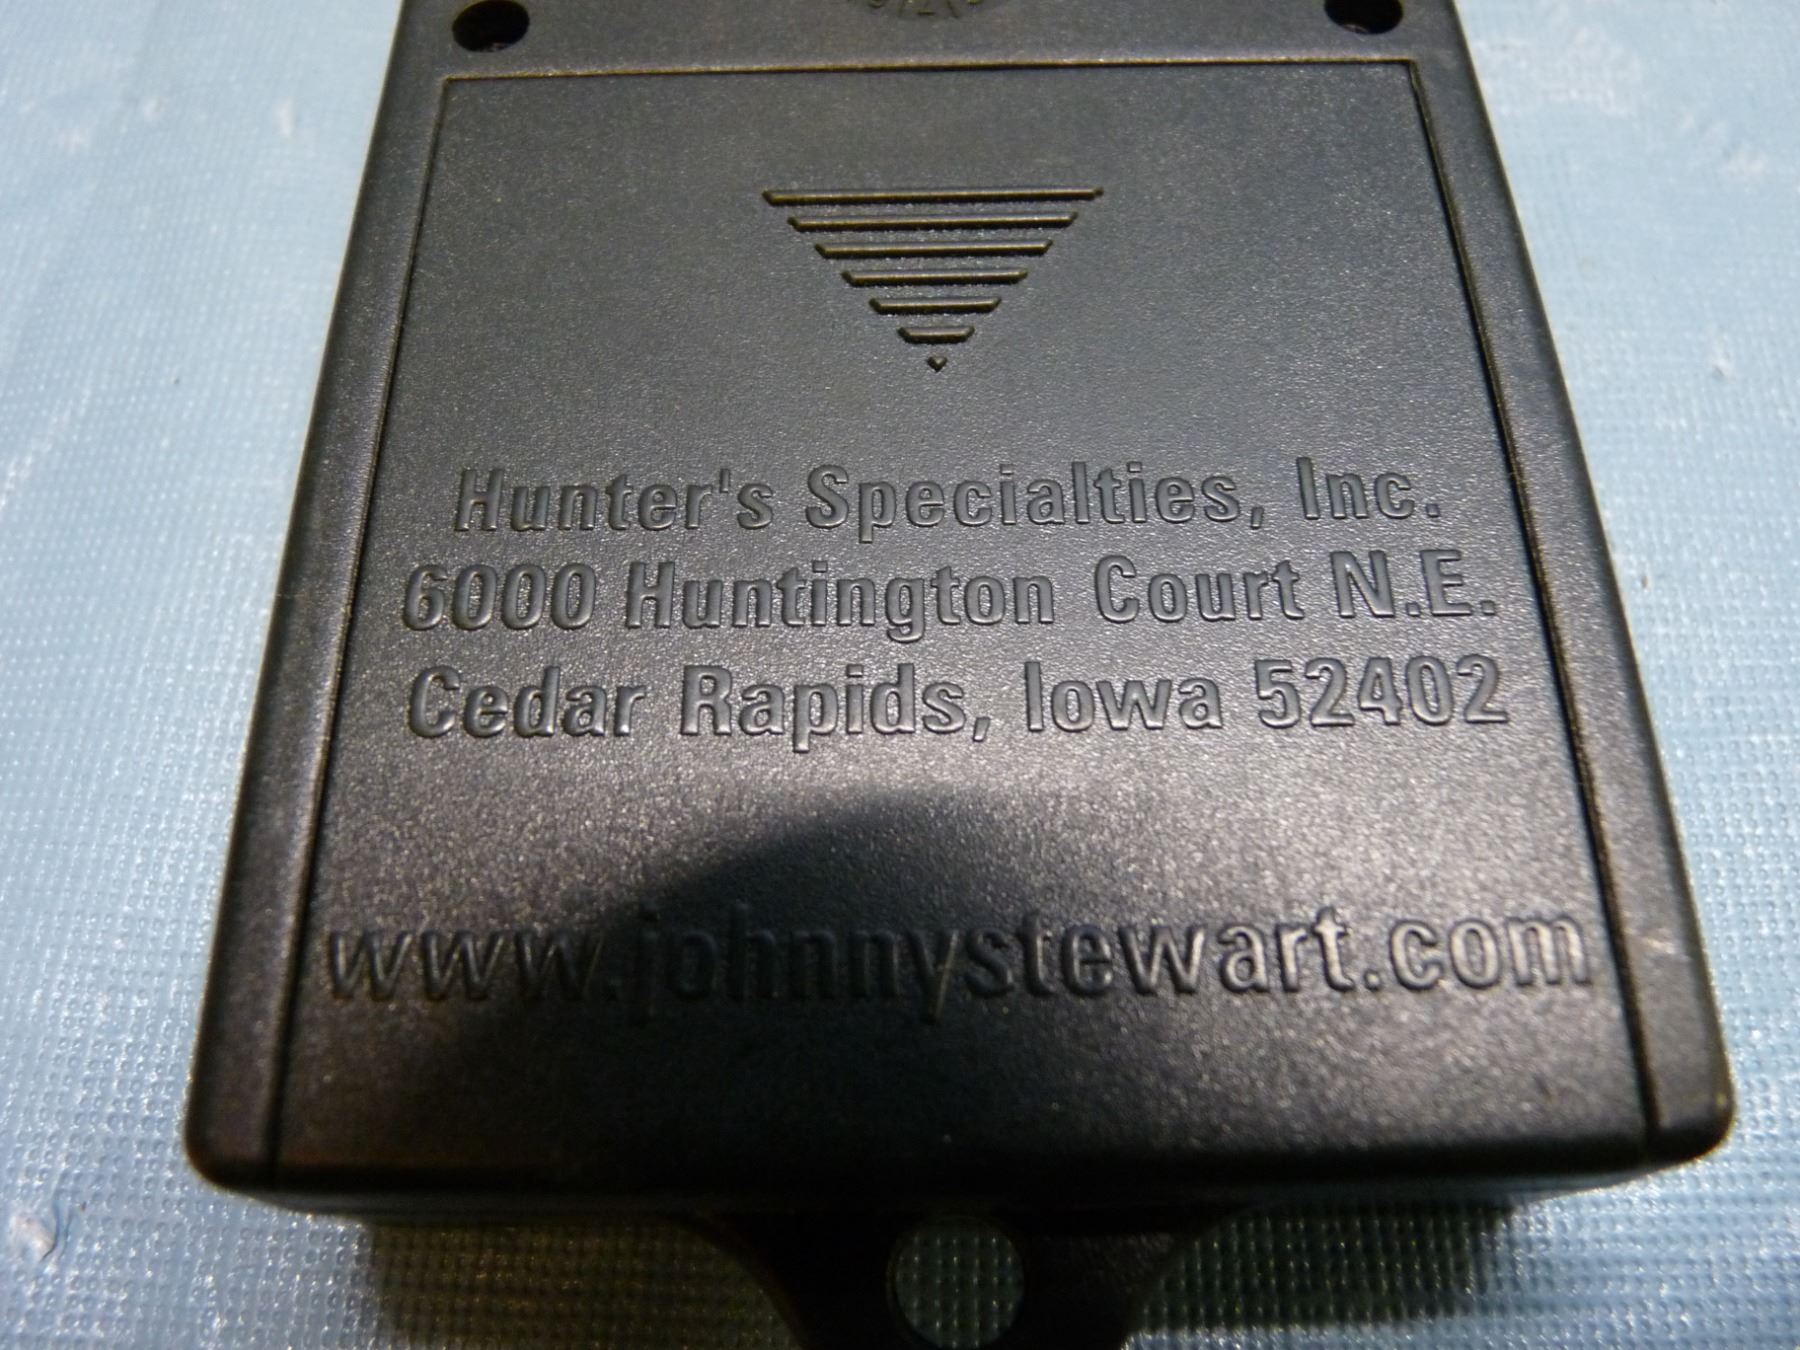 Hunter's Specialties, Inc.
6000 Huntington Court N.E.
Cedar Rapids, Iowa 52402
www.johnnystewart.com